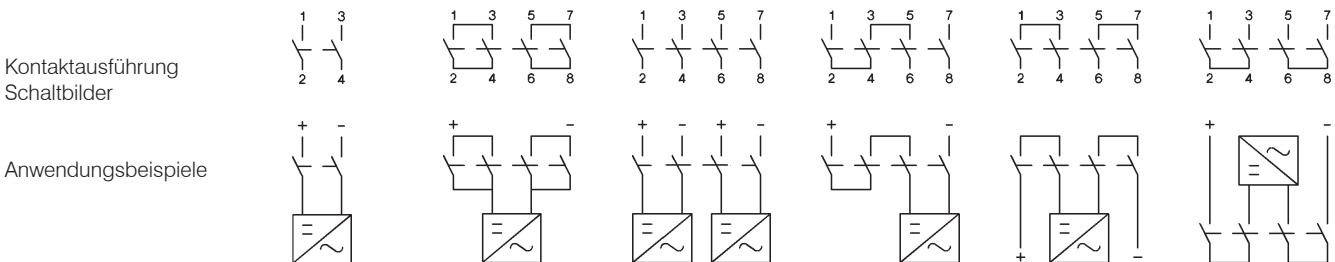 1 3 1 3 5 7 1 3 5 7 1 3 5 7 1 3 5 7 1 3 5 7
Kontaktausführung
Schaltbilder
2 4 2 4 6 8 2 4 6 8 2 4 6 8 2 4 6 8 2 4 6 8
+ - + - + - + - + - + -
Anwendungsbeispiele
+ -